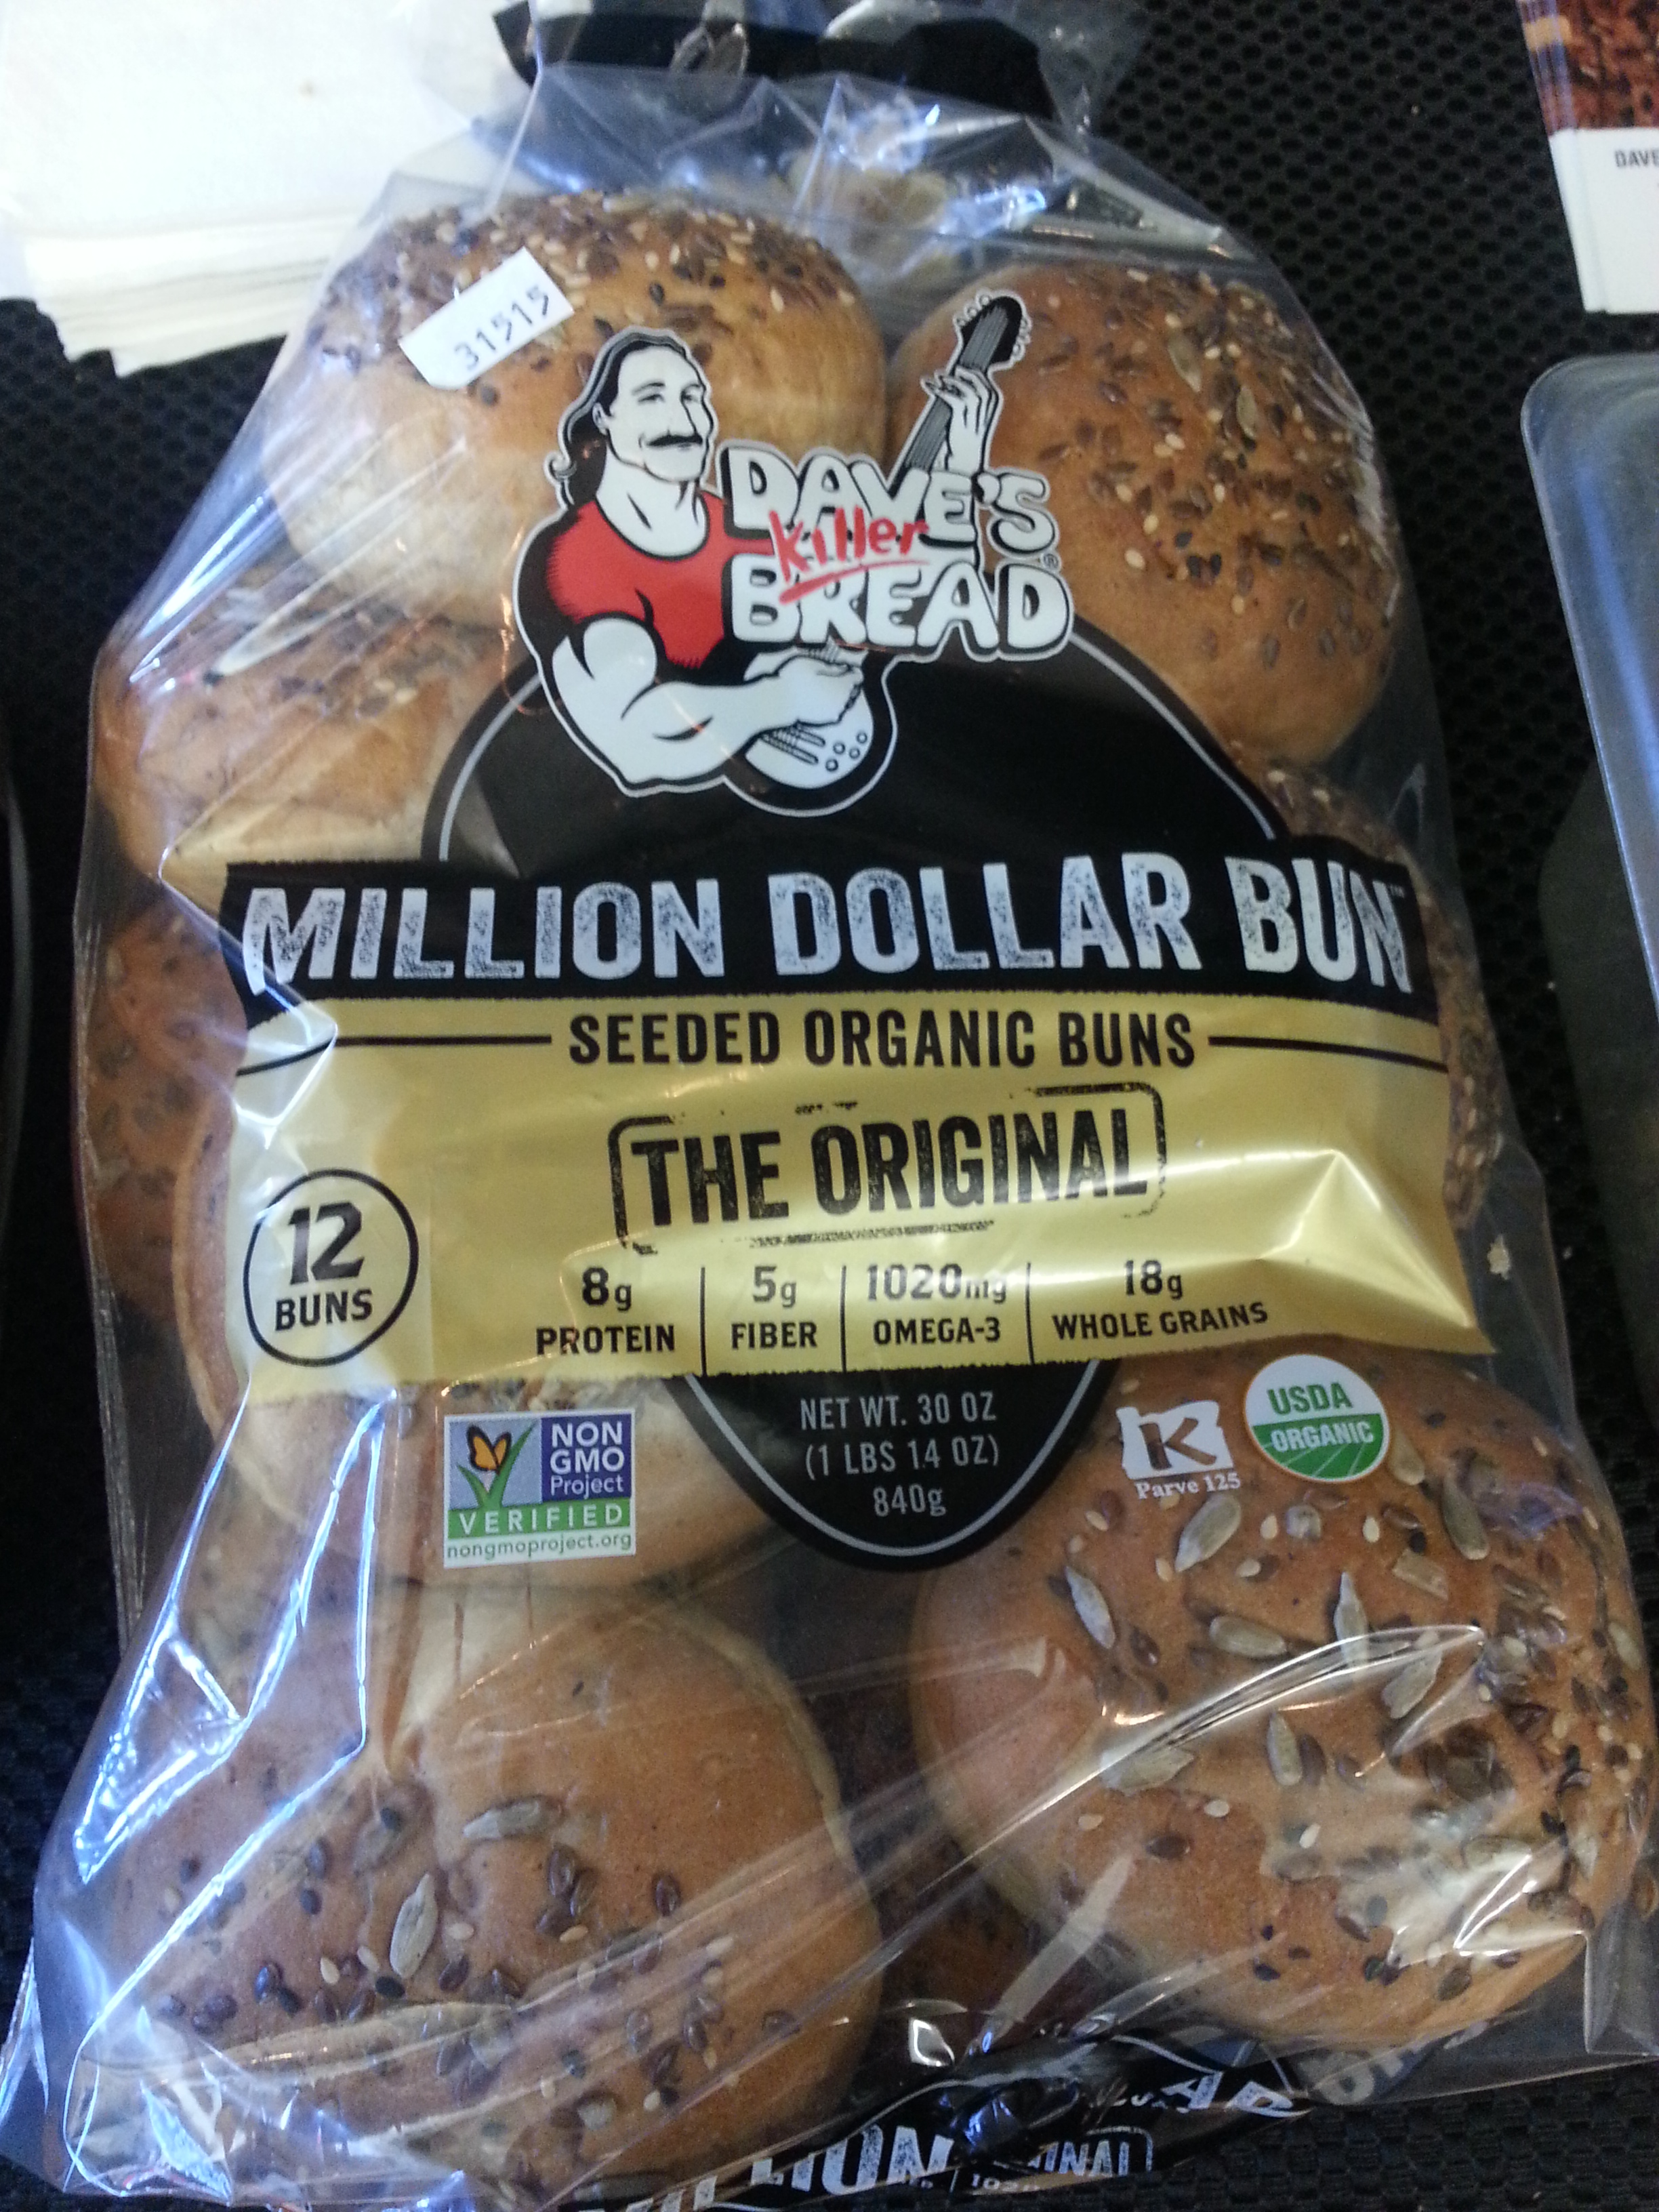 DAVE
31515
DAVE'S
Killer
BREAD®
MILLION DOLLAR BUN™
SEEDED ORGANIC BUNS
THE ORIGINAL
12
BUNS
8g
PROTEIN
5g
FIBER
1020mg
OMEGA-3
18g
WHOLE GRAINS
NET WT. 30 OZ
(1 LBS 14 OZ)
840g
NON
GMO
Project
VERIFIED
nongmoproject.org
K
Parve 125
USDA
ORGANIC